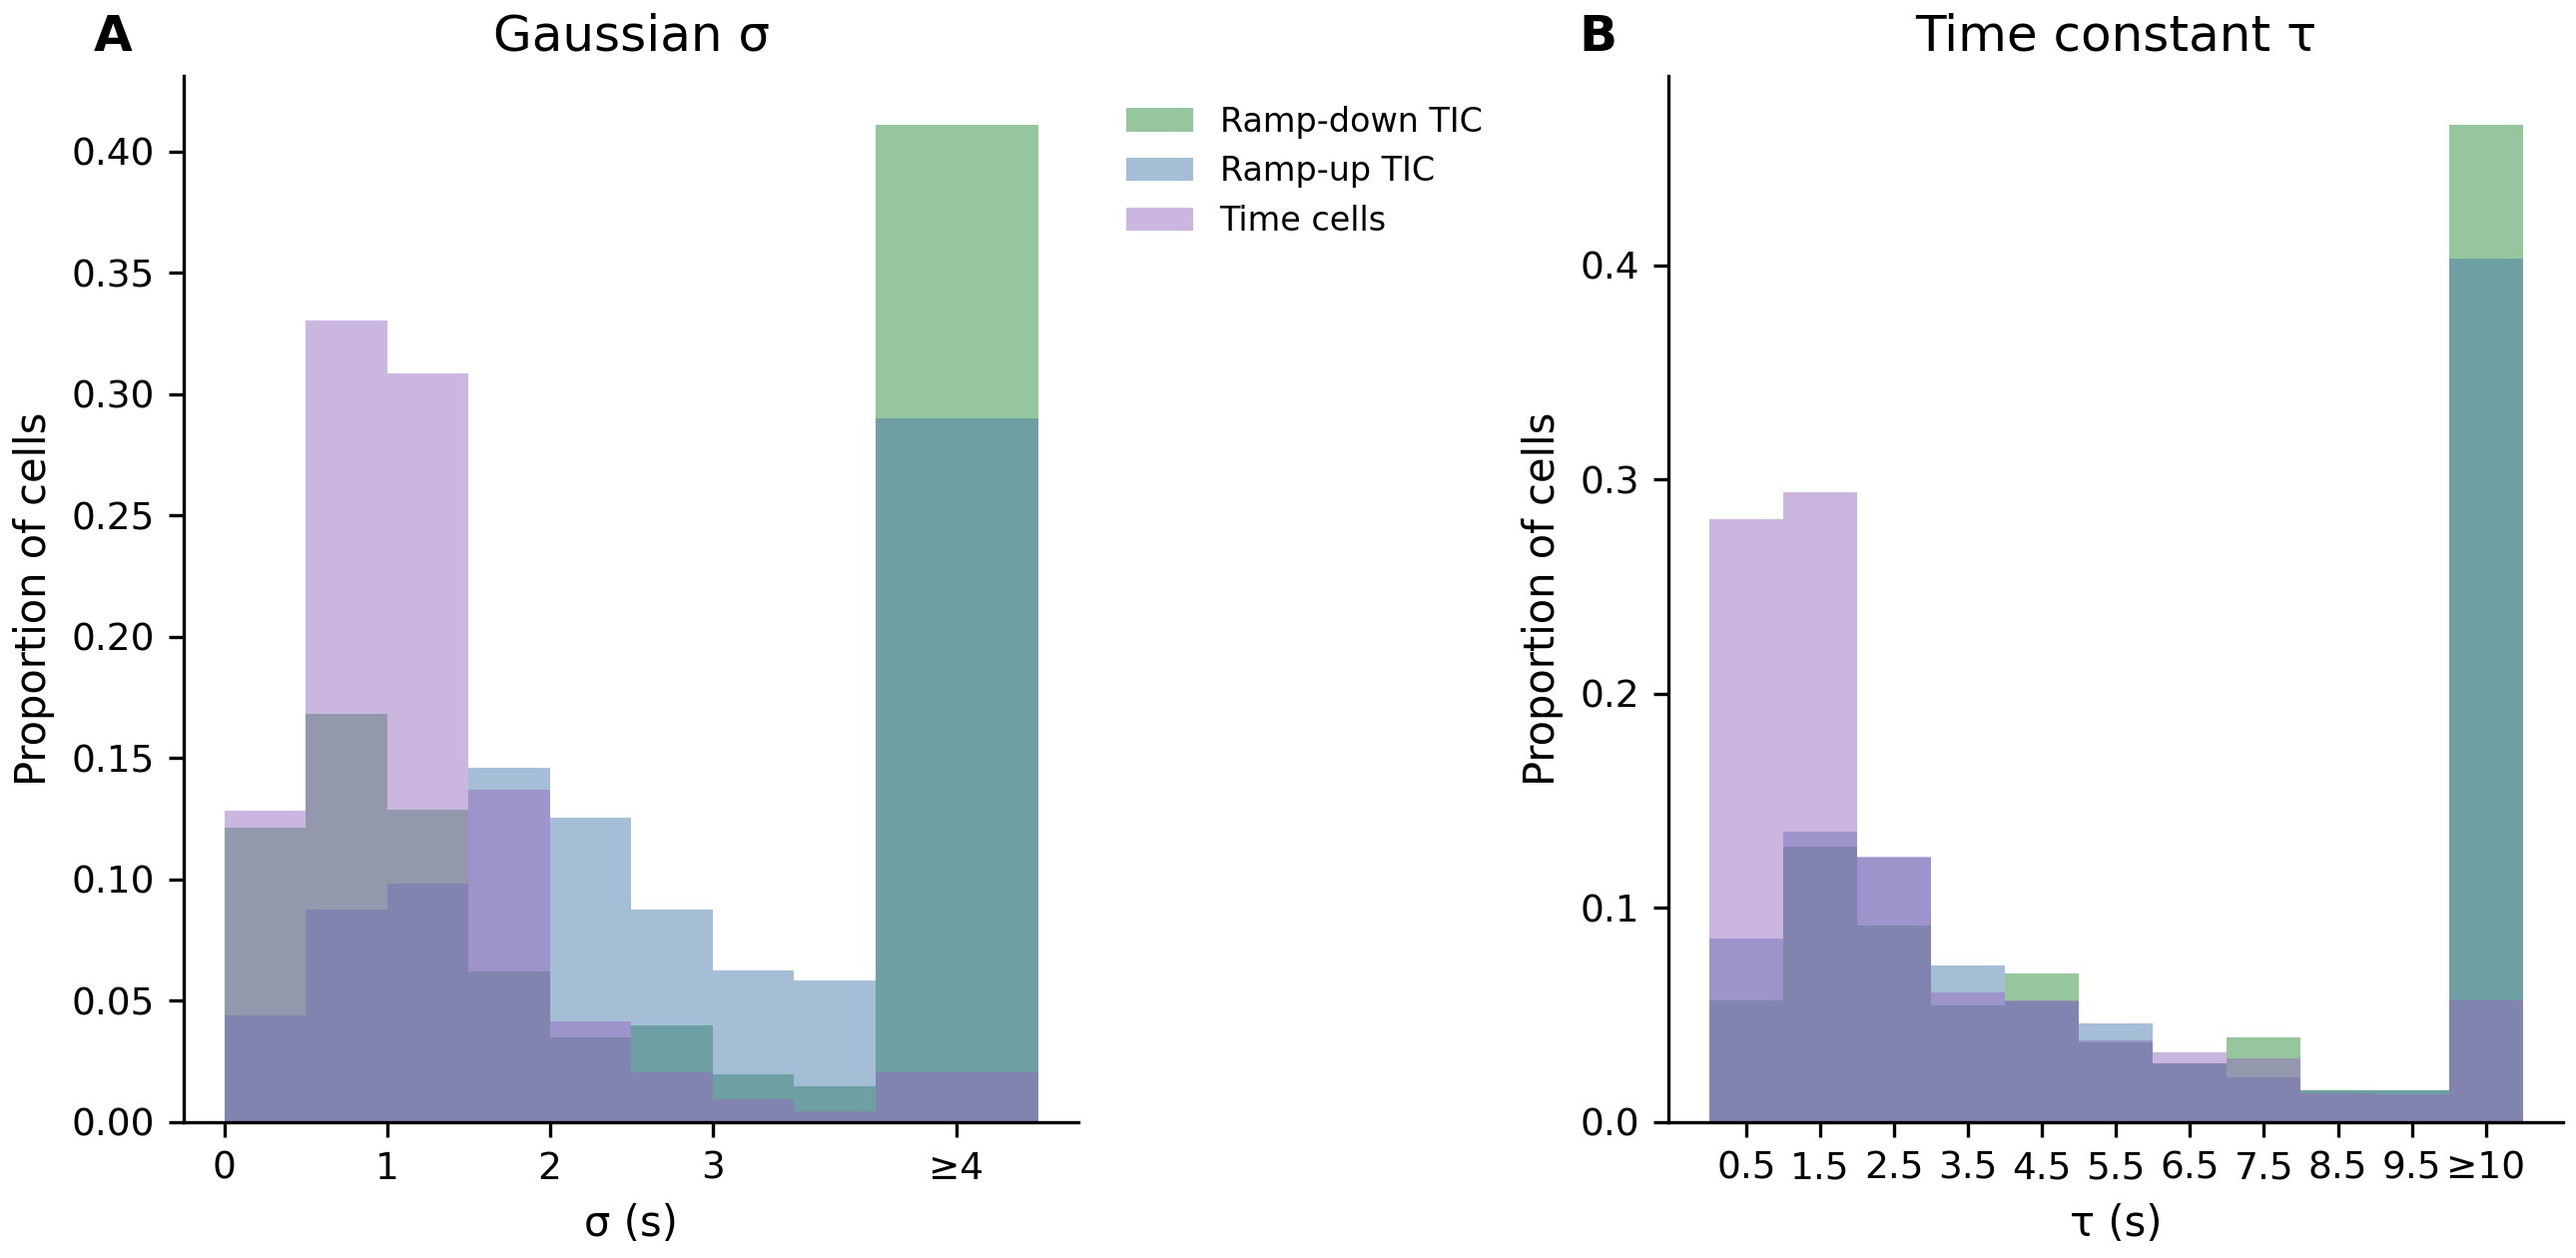 A
Gaussian σ
Proportion of cells
0.40
0.35
0.30
0.25
0.20
0.15
0.10
0.05
0.00
0 1 2 3 ≥4
σ (s)
Ramp-down TIC
Ramp-up TIC
Time cells
B
Time constant τ
Proportion of cells
0.4
0.3
0.2
0.1
0.0
0.5 1.5 2.5 3.5 4.5 5.5 6.5 7.5 8.5 9.5 ≥10
τ (s)